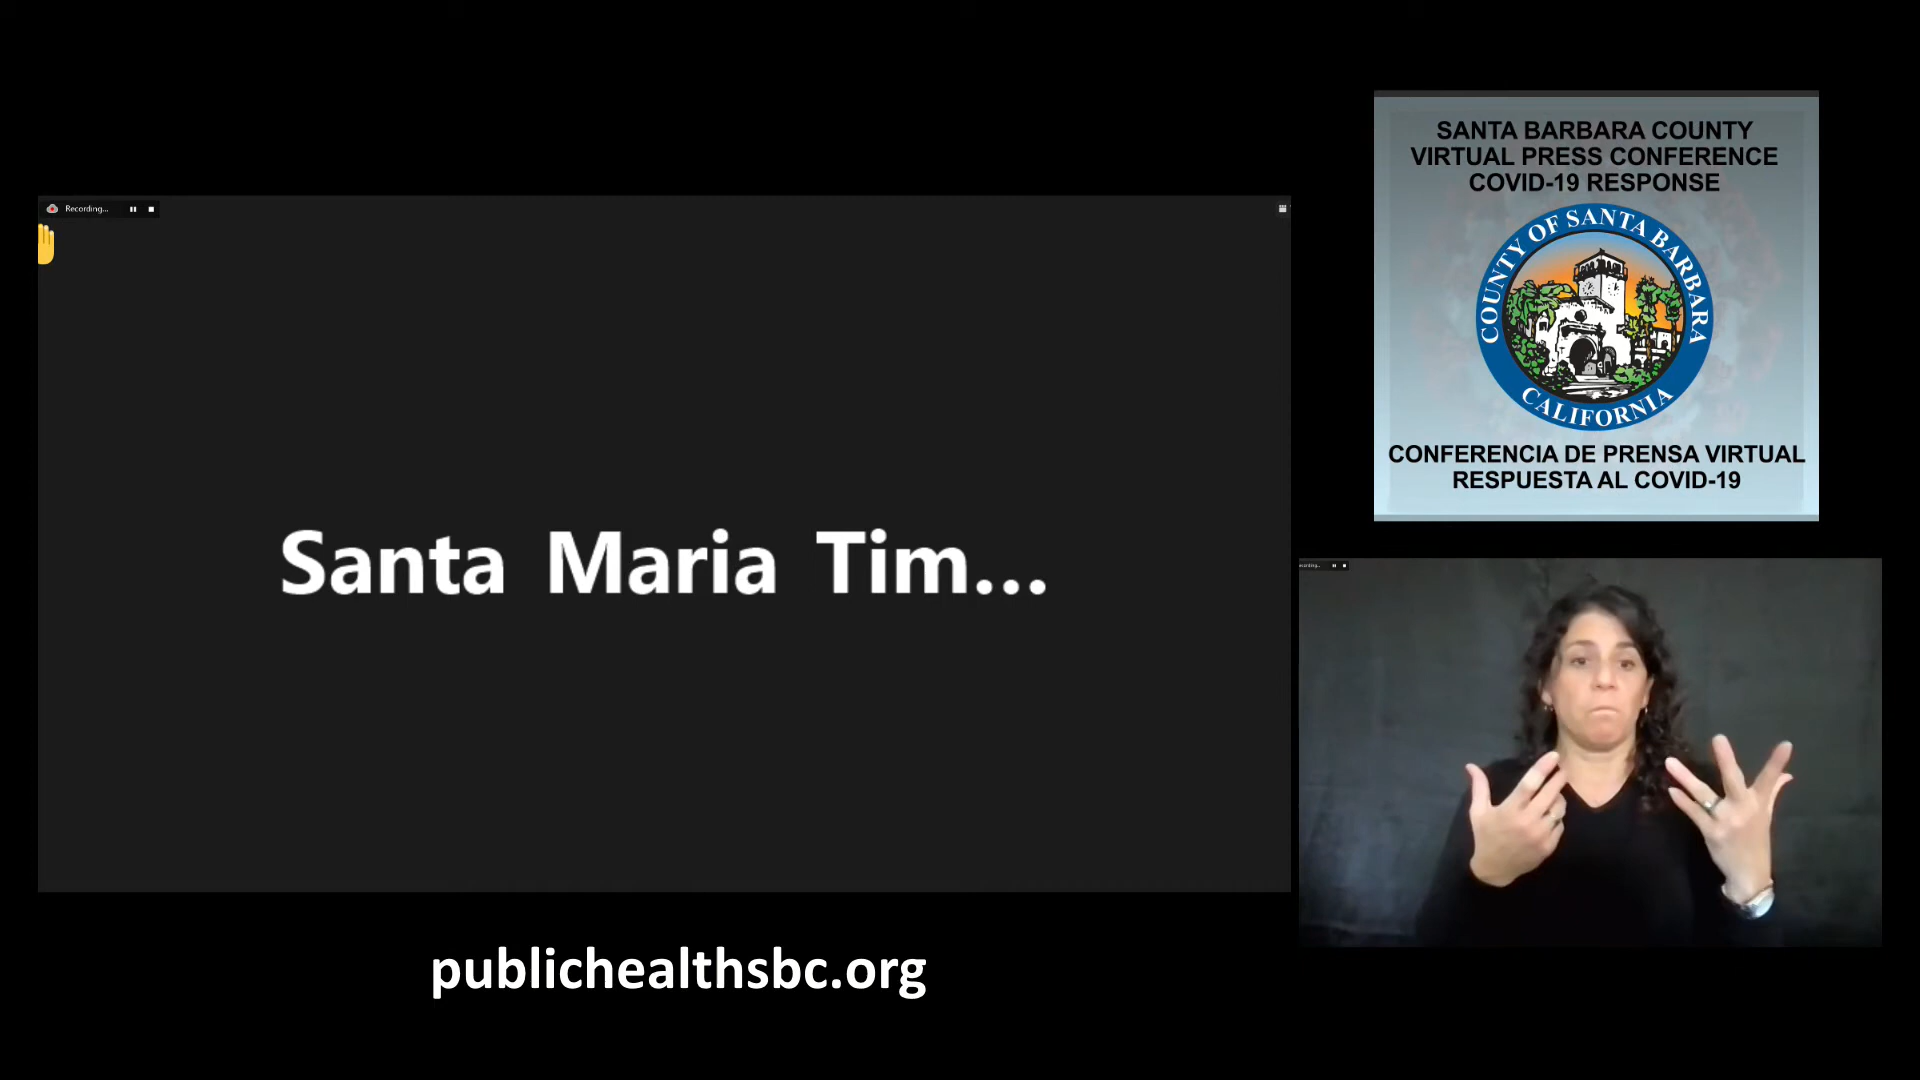 Recording...
Santa Maria Tim...
publichealthsbc.org
SANTA BARBARA COUNTY
VIRTUAL PRESS CONFERENCE
COVID-19 RESPONSE
COUNTY OF SANTA BARBARA
CALIFORNIA
CONFERENCIA DE PRENSA VIRTUAL
RESPUESTA AL COVID-19